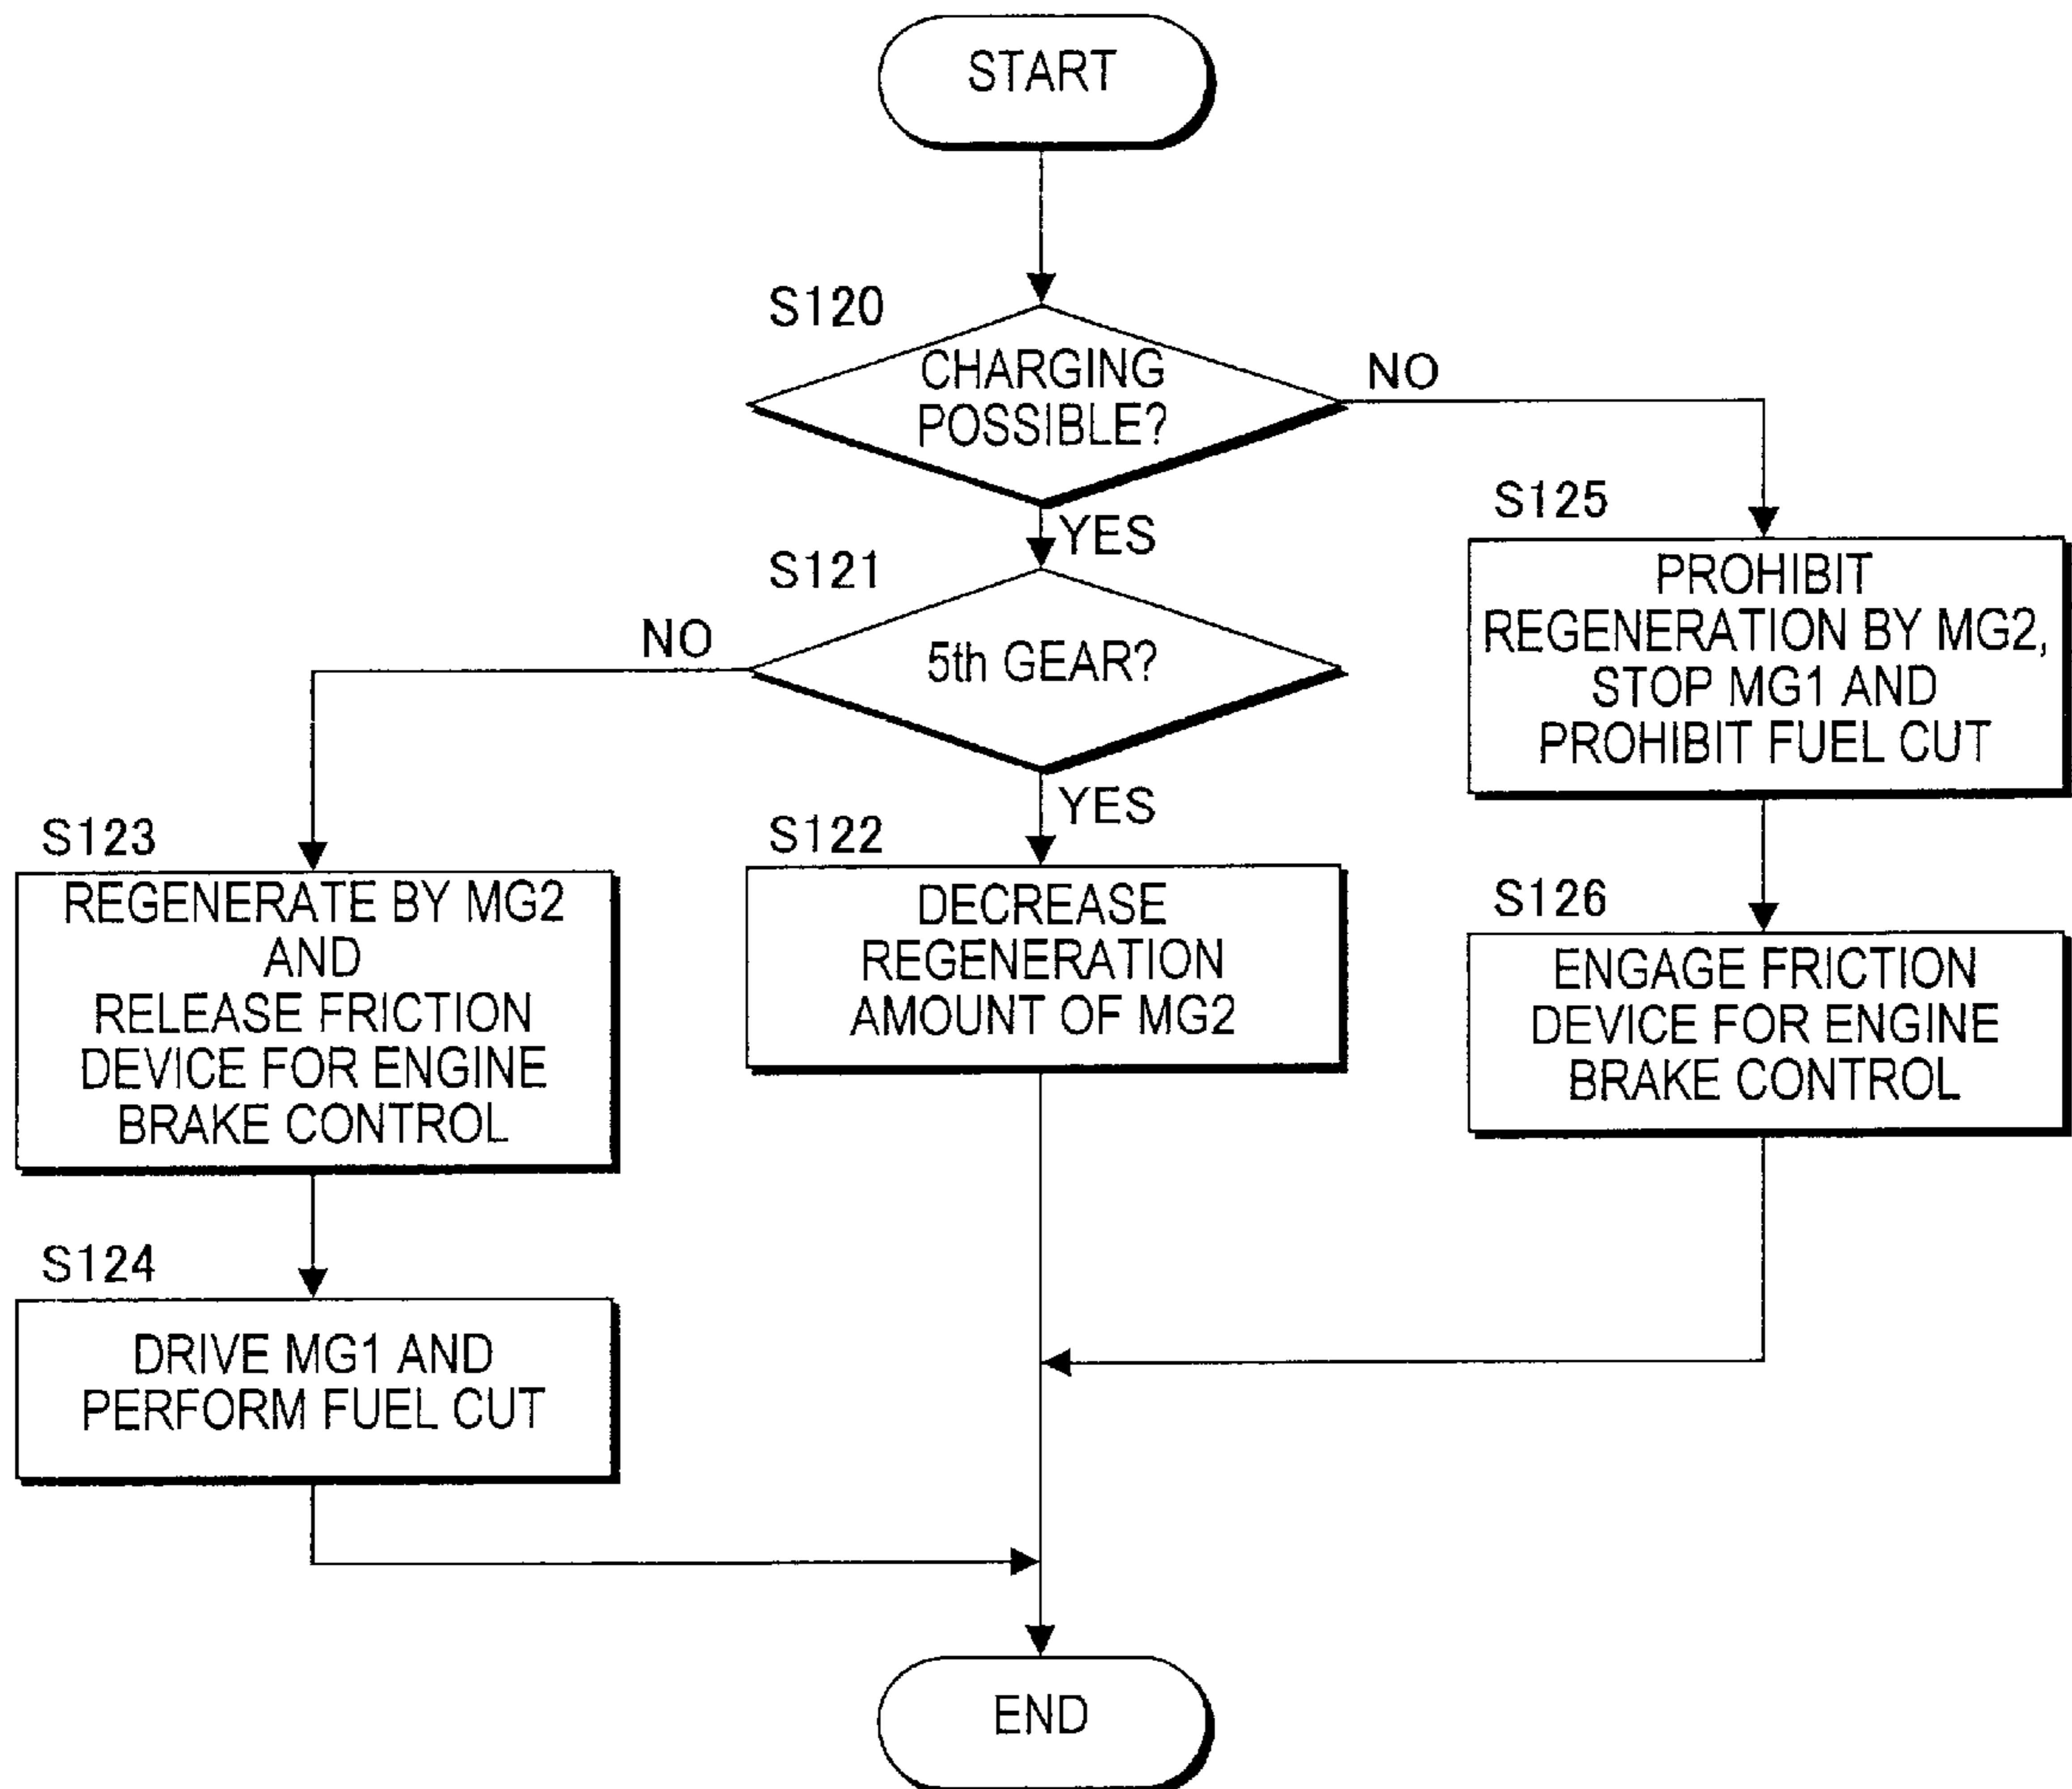 START
S120
CHARGING
POSSIBLE?
NO
YES
S125
PROHIBIT
REGENERATION BY MG2,
STOP MG1 AND
PROHIBIT FUEL CUT
S121
5th GEAR?
NO
YES
S123
REGENERATE BY MG2
AND
RELEASE FRICTION
DEVICE FOR ENGINE
BRAKE CONTROL
S122
DECREASE
REGENERATION
AMOUNT OF MG2
S126
ENGAGE FRICTION
DEVICE FOR ENGINE
BRAKE CONTROL
S124
DRIVE MG1 AND
PERFORM FUEL CUT
END